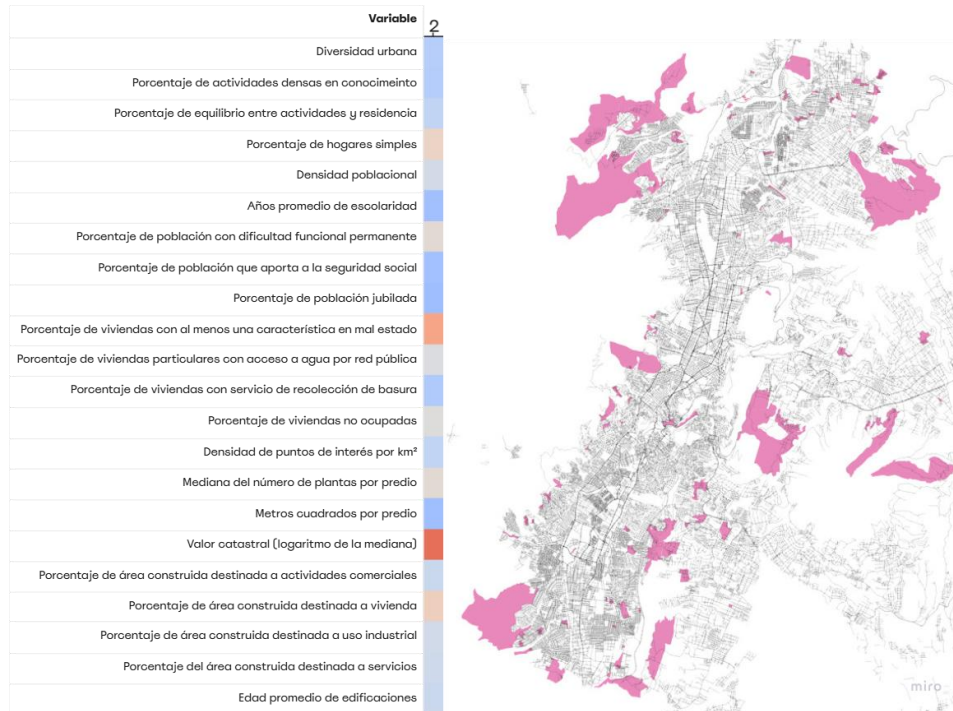 Variable
2
Diversidad urbana
Porcentaje de actividades densas en conocimeinto
Porcentaje de equilibrio entre actividades y residencia
Porcentaje de hogares simples
Densidad poblacional
Años promedio de escolaridad
Porcentaje de población con dificultad funcional permanente
Porcentaje de población que aporta a la seguridad social
Porcentaje de población jubilada
Porcentaje de viviendas con al menos una característica en mal estado
Porcentaje de viviendas particulares con acceso a agua por red pública
Porcentaje de viviendas con servicio de recolección de basura
Porcentaje de viviendas no ocupadas
Densidad de puntos de interés por km²
Mediana del número de plantas por predio
Metros cuadrados por predio
Valor catastral (logaritmo de la mediana)
Porcentaje de área construida destinada a actividades comerciales
Porcentaje de área construida destinada a vivienda
Porcentaje de área construida destinada a uso industrial
Porcentaje del área construida destinada a servicios
Edad promedio de edificaciones
miro